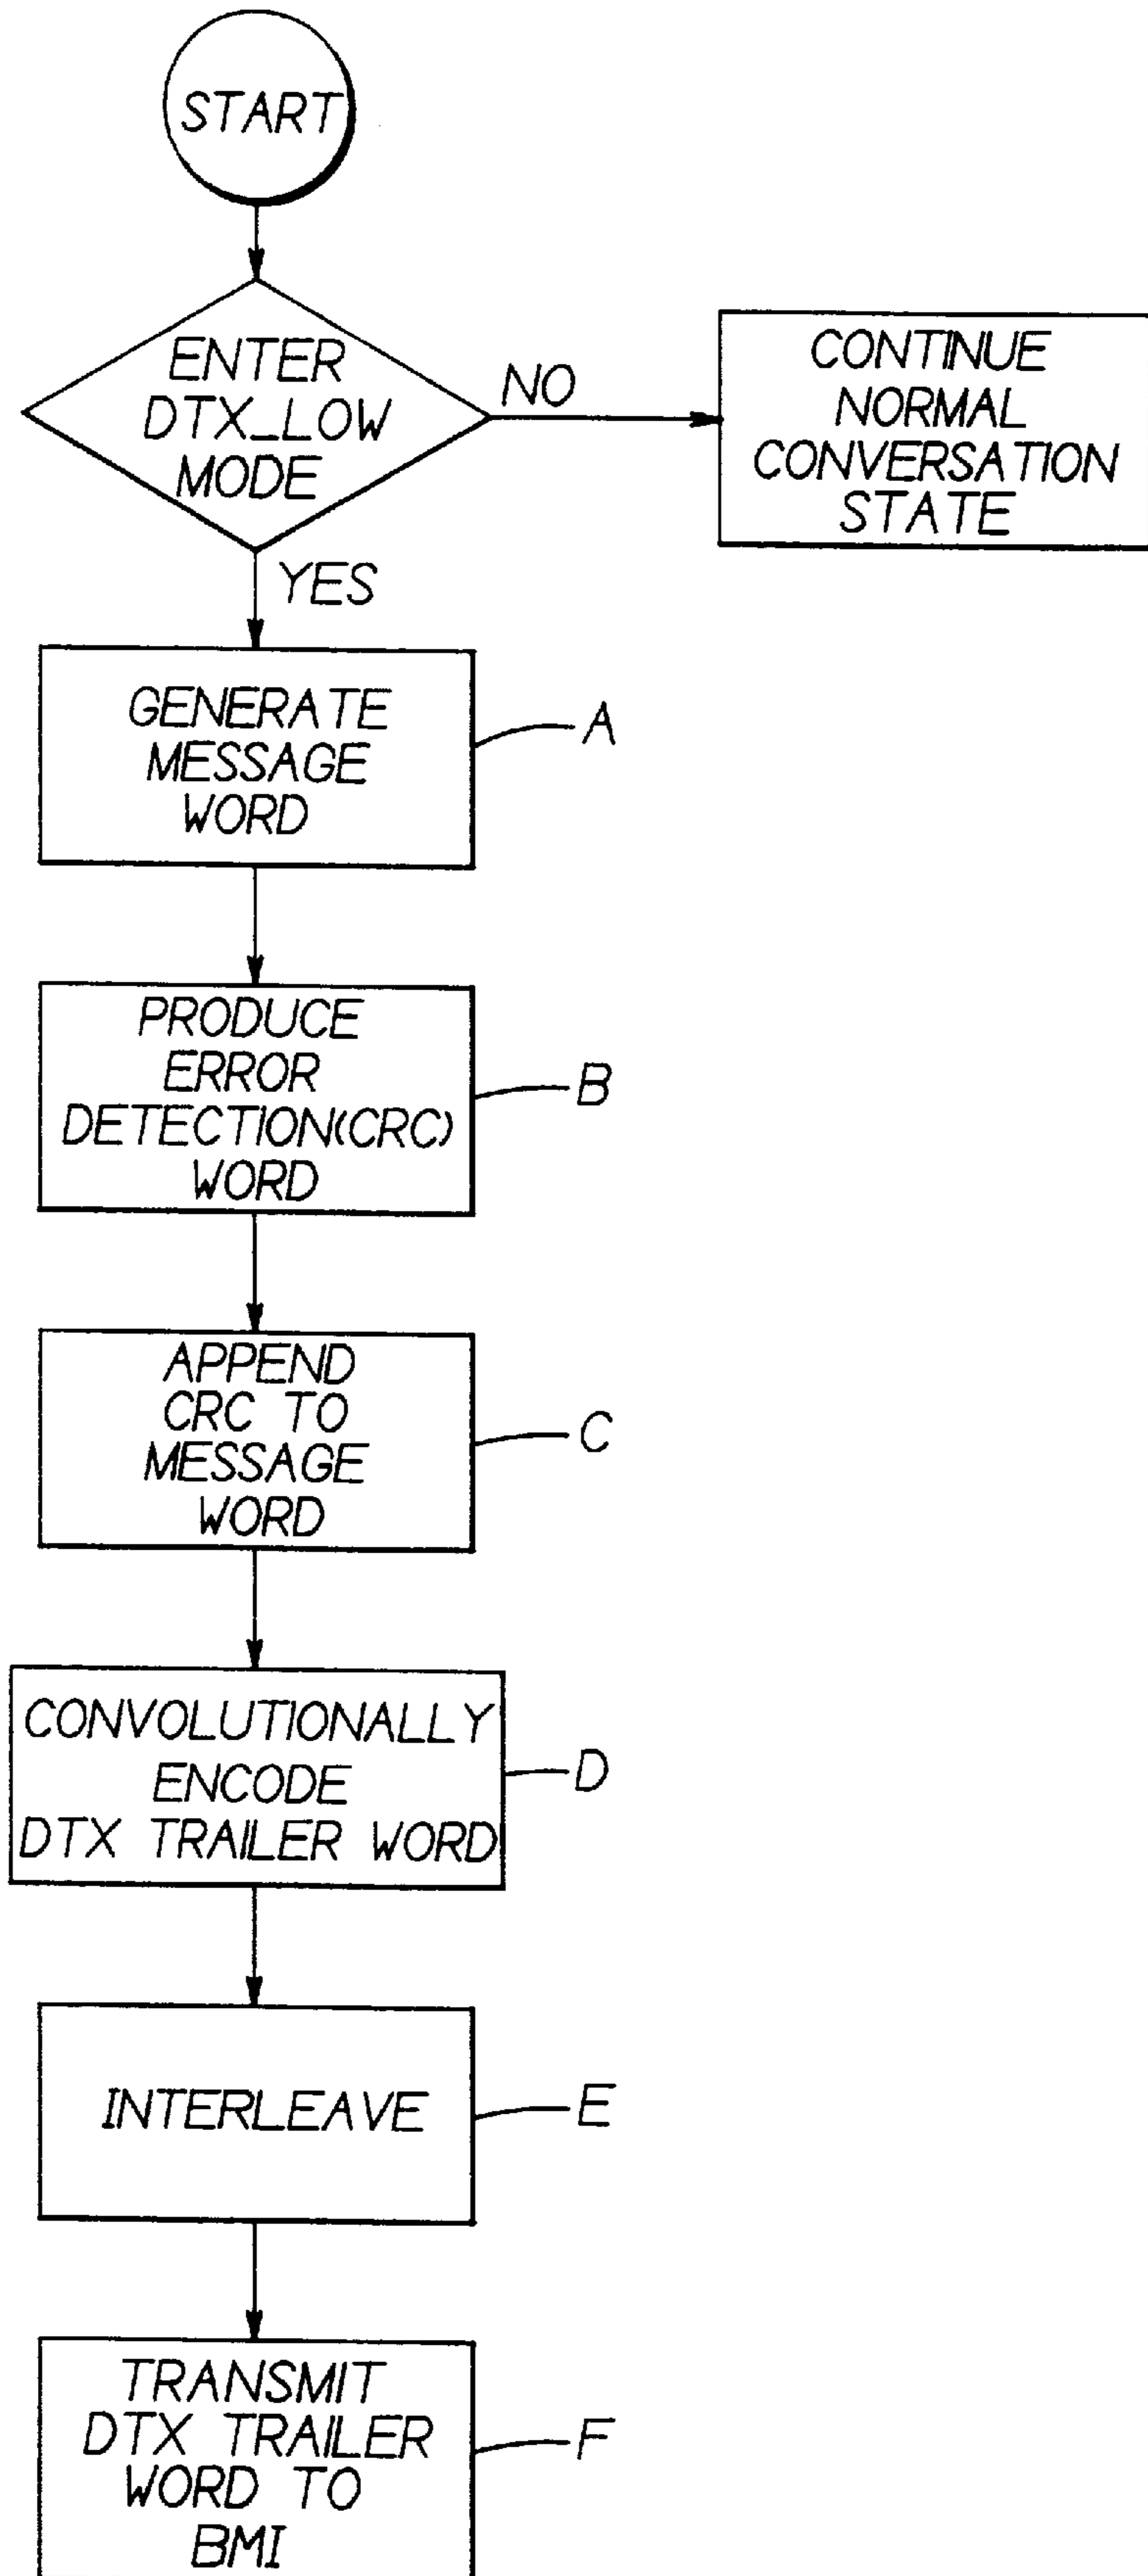 START
ENTER
DTX_LOW
MODE
NO
CONTINUE
NORMAL
CONVERSATION
STATE
YES
GENERATE
MESSAGE
WORD
A
PRODUCE
ERROR
DETECTION(CRC)
WORD
B
APPEND
CRC TO
MESSAGE
WORD
C
CONVOLUTIONALLY
ENCODE
DTX TRAILER WORD
D
INTERLEAVE
E
TRANSMIT
DTX TRAILER
WORD TO
BMI
F